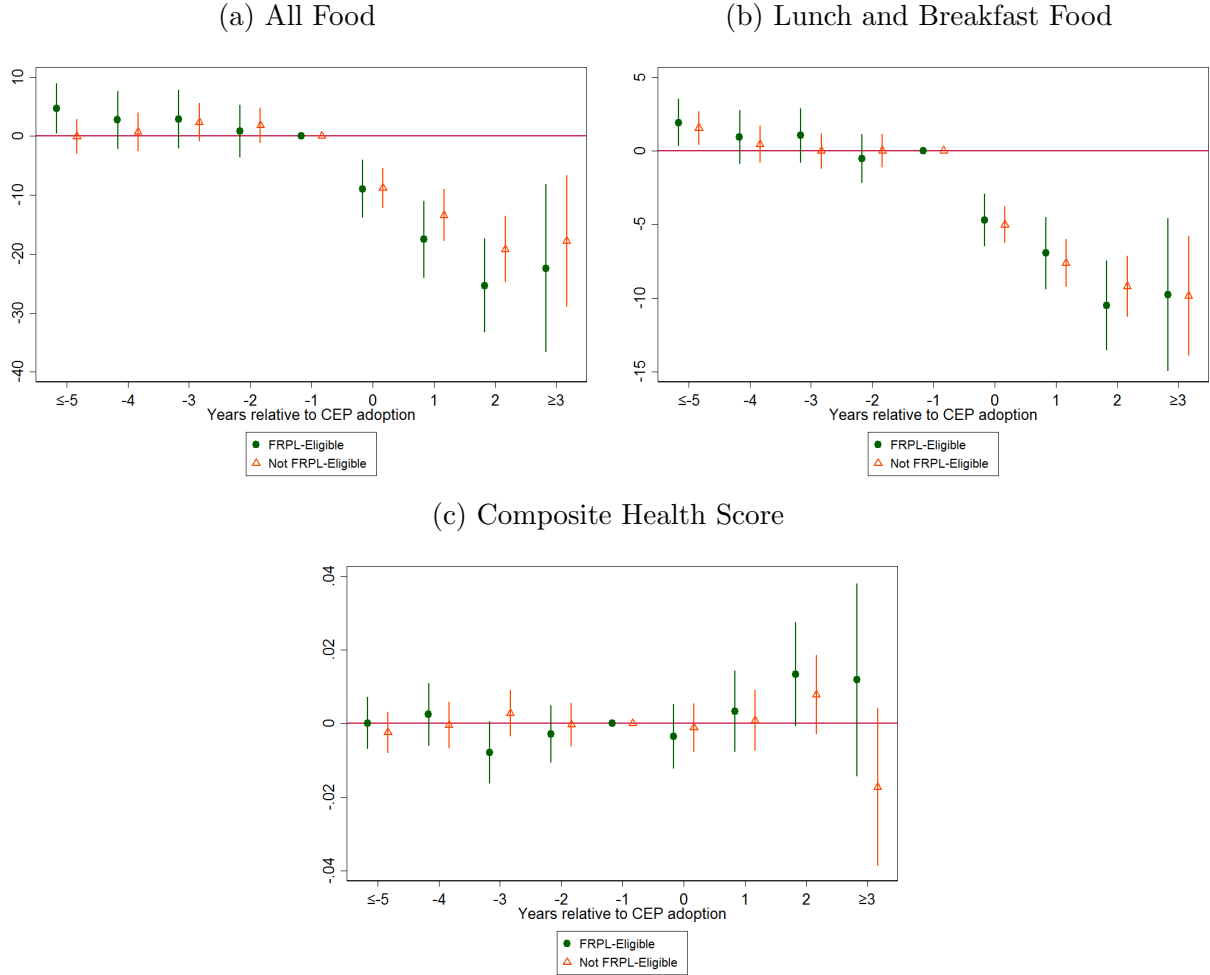 (a) All Food
10
0
-10
-20
-30
-40
≤-5 -4 -3 -2 -1 0 1 2 ≥3
Years relative to CEP adoption
FRPL-Eligible
Not FRPL-Eligible
(b) Lunch and Breakfast Food
5
0
-5
-10
-15
≤-5 -4 -3 -2 -1 0 1 2 ≥3
Years relative to CEP adoption
FRPL-Eligible
Not FRPL-Eligible
(c) Composite Health Score
.04
.02
0
-.02
-.04
≤-5 -4 -3 -2 -1 0 1 2 ≥3
Years relative to CEP adoption
FRPL-Eligible
Not FRPL-Eligible